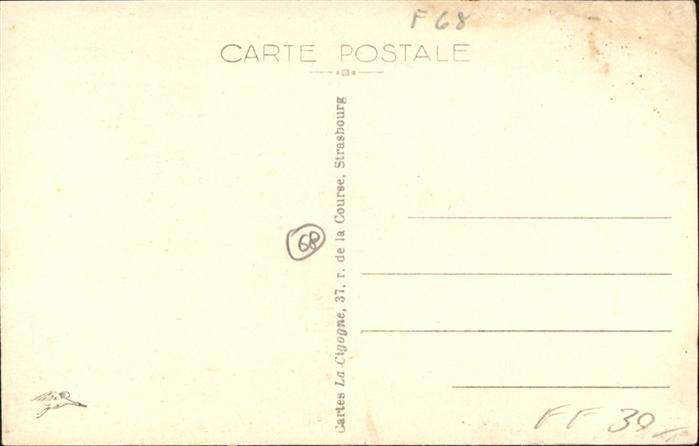 F 68
CARTE POSTALE
Cartes La Cigogne, 37, r. de la Course, Strasbourg
68
FF 39